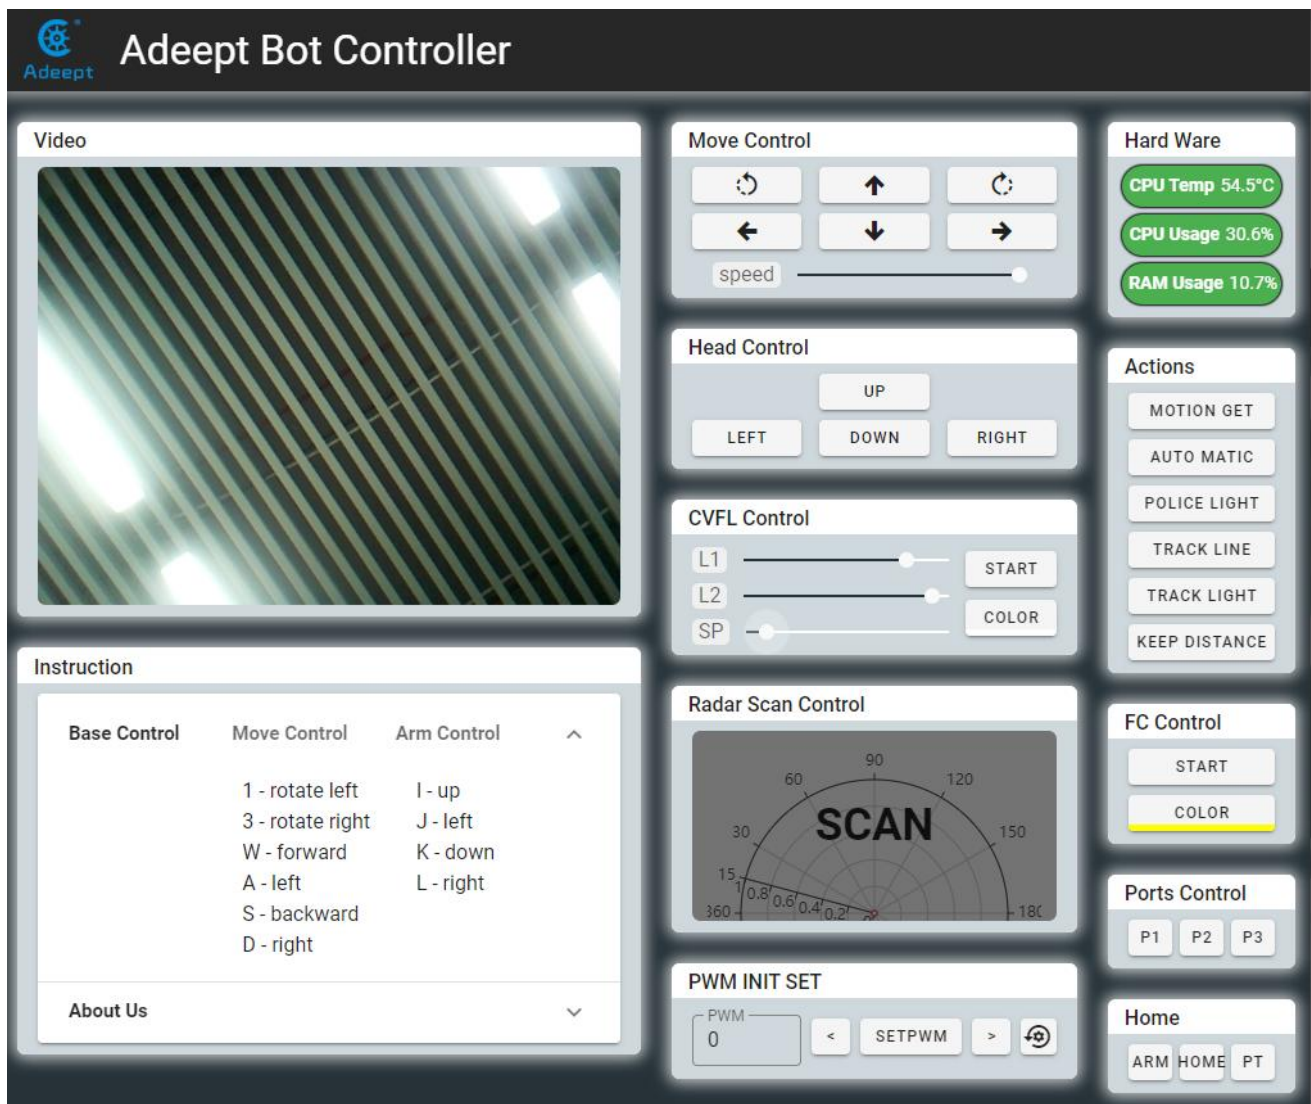 Adeept
Adeept Bot Controller
Video
Instruction
Base Control Move Control Arm Control
1 - rotate left I - up
3 - rotate right J - left
W - forward K - down
A - left L - right
S - backward
D - right
About Us
Move Control
speed
Head Control
UP
LEFT DOWN RIGHT
CVFL Control
L1
START
L2
COLOR
SP
Radar Scan Control
90
60 120
SCAN
30 150
15
1 0.8 0.6 0.4 0.2
360 180
PWM INIT SET
PWM
0 < SETPWM >
Hard Ware
CPU Temp 54.5°C
CPU Usage 30.6%
RAM Usage 10.7%
Actions
MOTION GET
AUTO MATIC
POLICE LIGHT
TRACK LINE
TRACK LIGHT
KEEP DISTANCE
FC Control
START
COLOR
Ports Control
P1 P2 P3
Home
ARM HOME PT